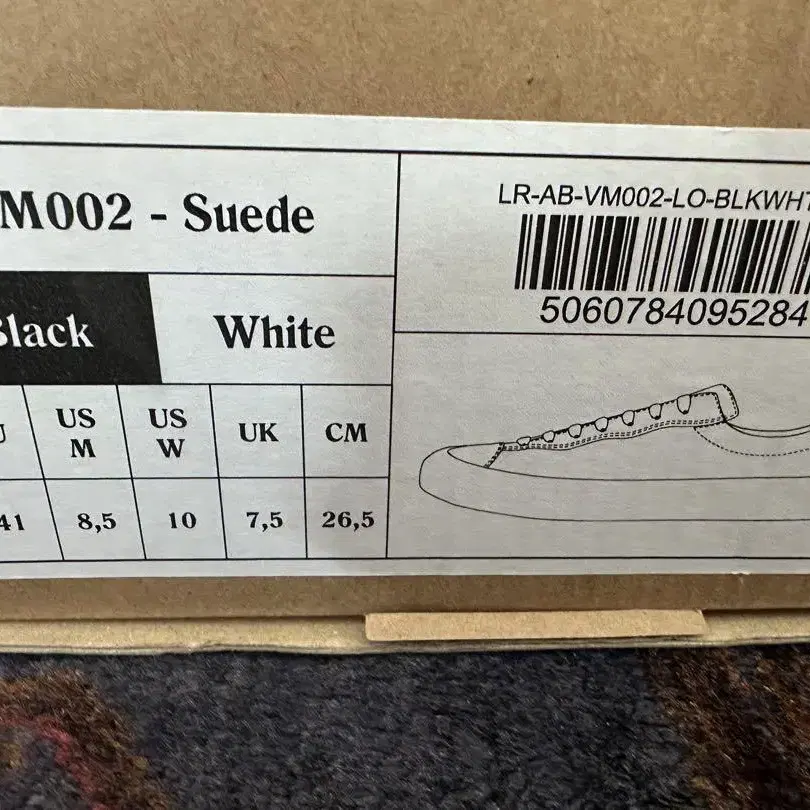 M002 - Suede
LR-AB-VM002-LO-BLKWHT
5060784095284
Black
White
US M
US W
UK
CM
41
8,5
10
7,5
26,5